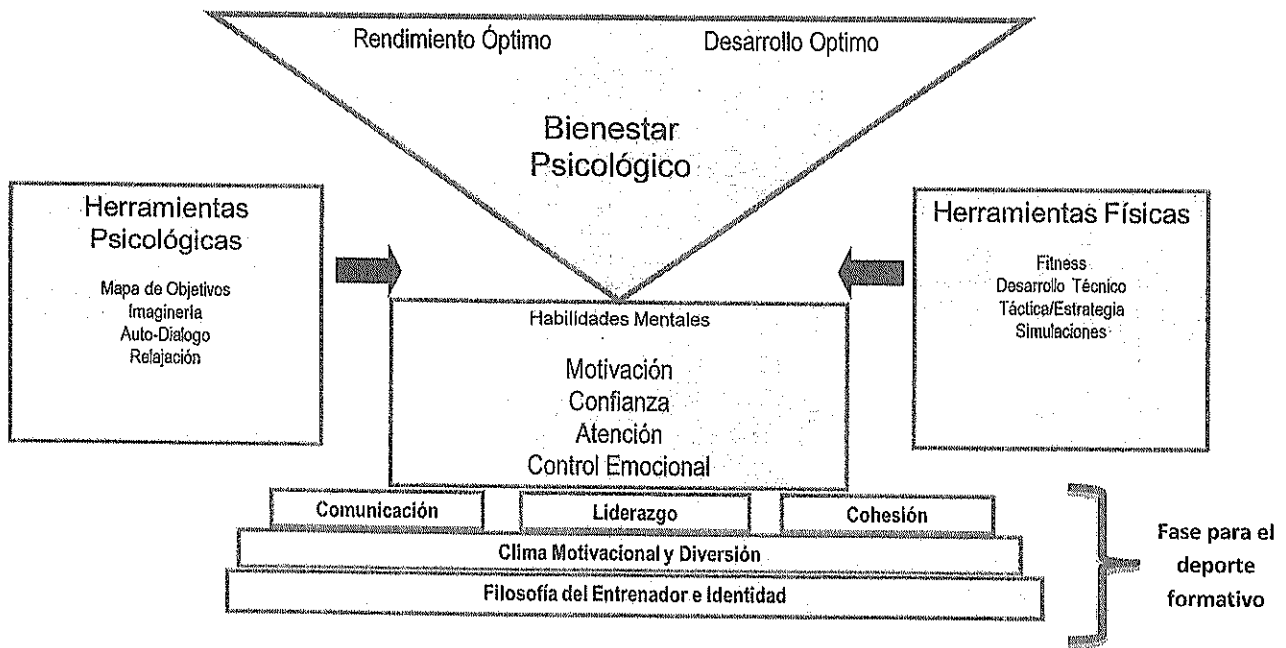 Rendimiento Óptimo
Desarrollo Optimo
Bienestar
Psicológico
Herramientas
Psicológicas
Mapa de Objetivos
Imaginería
Auto-Dialogo
Relajación
Herramientas Físicas
Fitness
Desarrollo Técnico
Táctica/Estrategia
Simulaciones
Habilidades Mentales
Motivación
Confianza
Atención
Control Emocional
Comunicación
Liderazgo
Cohesión
Clima Motivacional y Diversión
Filosofía del Entrenador e Identidad
Fase para el
deporte
formativo